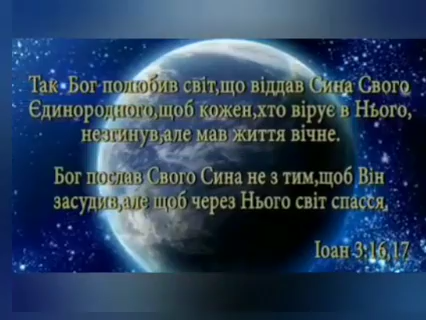 Так Бог полюбив світ,що віддав Сина Свого
Єдинородного,щоб кожен,хто вірує в Нього,
незгинув,але мав життя вічне.
Бог послав Свого Сина не з тим,щоб Він
засудив,але щоб через Нього світ спасся,
Іоан 3:16,17